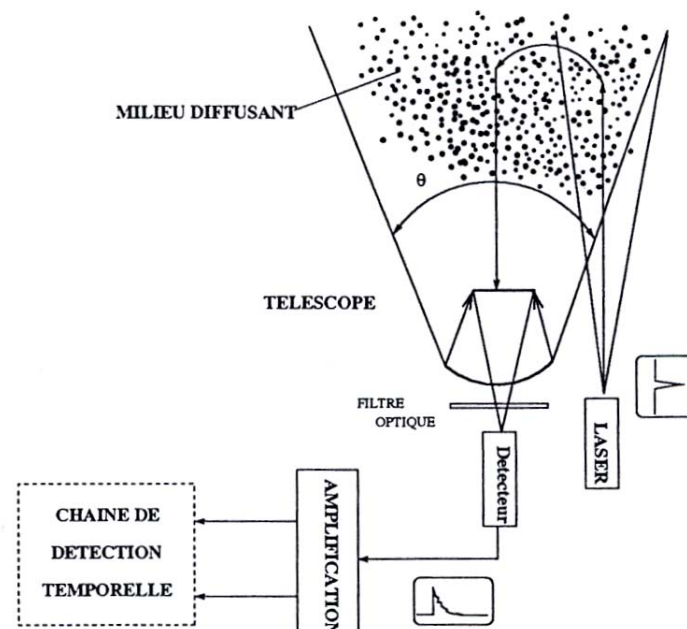 MILIEU DIFFUSANT
θ
TELESCOPE
FILTRE
OPTIQUE
Detecteur
LASER
AMPLIFICATION
CHAINE DE
DETECTION
TEMPORELLE